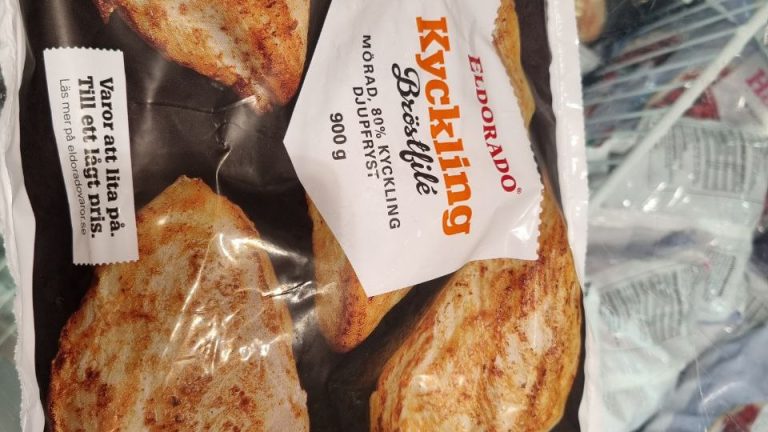 ELDORADO®
Kyckling
Bröstfilé
MÖRAD, 80% KYCKLING
DJUPFRYST
900 g
Varor att lita på.
Till ett lågt pris.
Läs mer på eldoradovaror.se